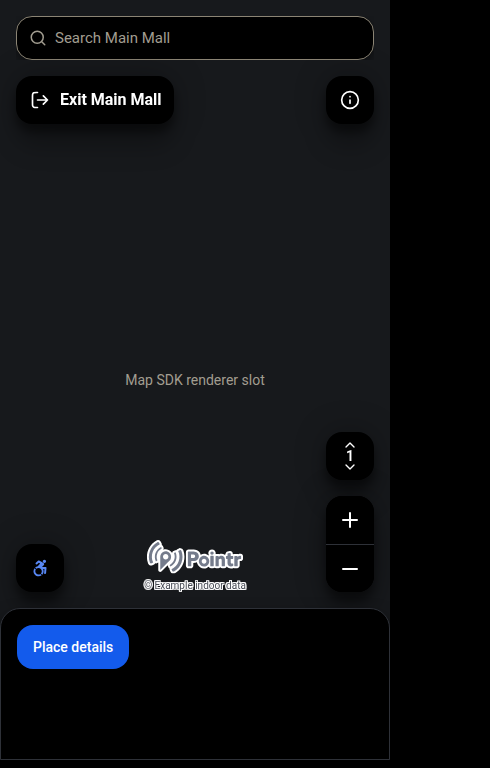 Search Main Mall
Exit Main Mall
Map SDK renderer slot
1
Pointr
© Example indoor data
Place details